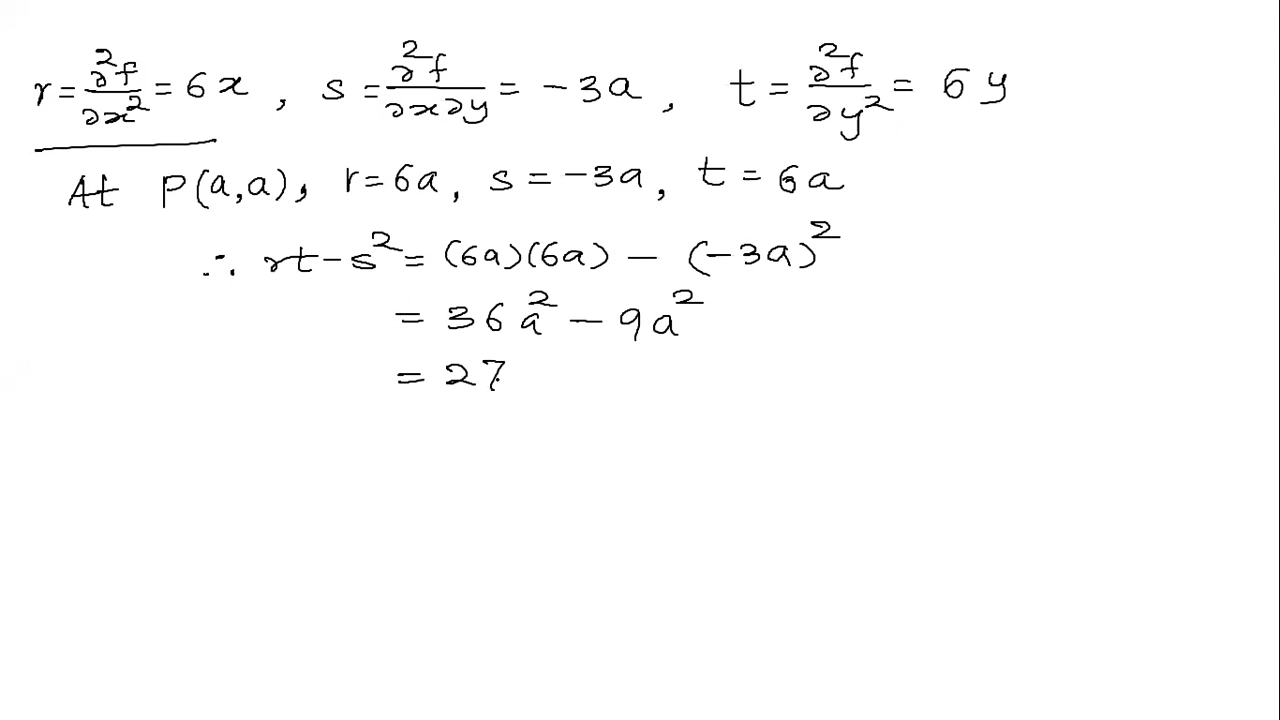 r = ∂²f/∂x² = 6x , s = ∂²f/∂x∂y = -3a , t = ∂²f/∂y² = 6y
At P(a,a), r=6a, s=-3a, t=6a
∴ rt-s² = (6a)(6a) - (-3a)²
= 36a² - 9a²
= 27